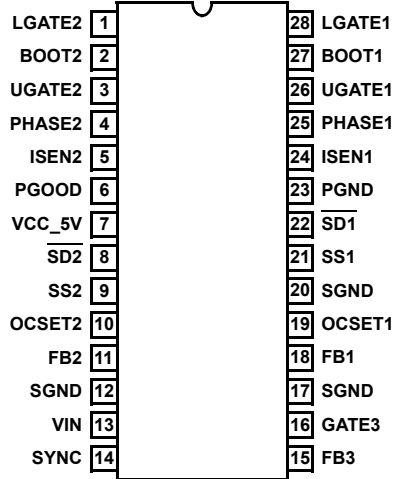 LGATE2 1 28 LGATE1
BOOT2 2 27 BOOT1
UGATE2 3 26 UGATE1
PHASE2 4 25 PHASE1
ISEN2 5 24 ISEN1
PGOOD 6 23 PGND
VCC_5V 7 22 SD1
SD2 8 21 SS1
SS2 9 20 SGND
OCSET2 10 19 OCSET1
FB2 11 18 FB1
SGND 12 17 SGND
VIN 13 16 GATE3
SYNC 14 15 FB3